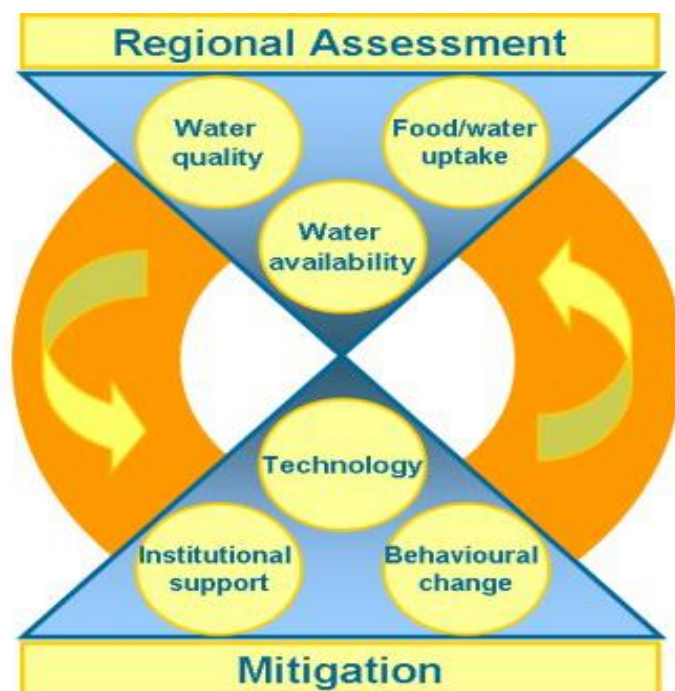 Regional Assessment
Water
quality
Food/water
uptake
Water
availability
Technology
Institutional
support
Behavioural
change
Mitigation